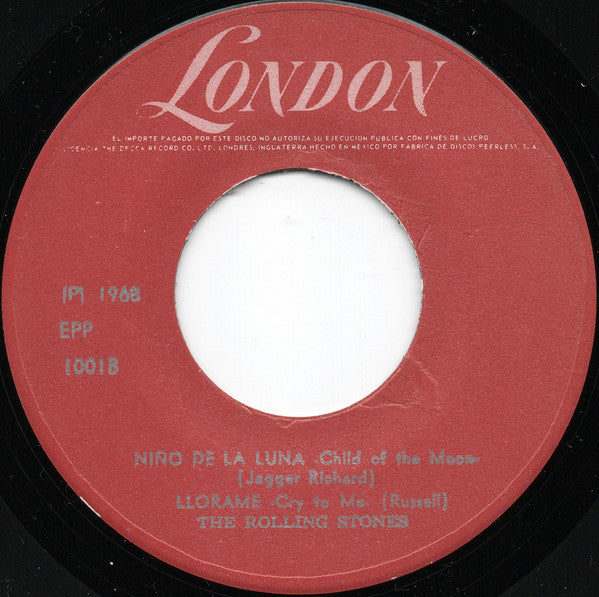 LONDON
EL IMPORTE PAGADO POR ESTE DISCO NO AUTORIZA SU EJECUCION PUBLICA CON FINES DE LUCRO
LICENCIA THE DECCA RECORD CO. LTD. LONDRES, INGLATERRA HECHO EN MEXICO POR FABRICA DE DISCOS PEERLESS, S. A.
(P) 1968
EPP
10018
NIÑO DE LA LUNA -Child of the Moon-
(Jagger Richard)
LLORAME -Cry to Me- (Russell)
THE ROLLING STONES